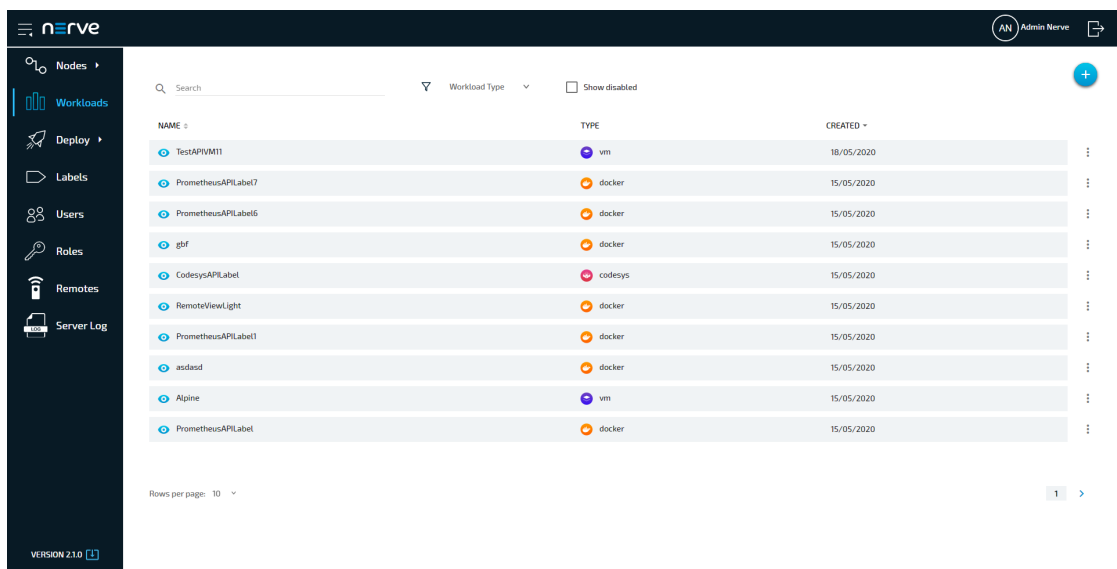 nerve
AN Admin Nerve
Nodes
Workloads
Deploy
Labels
Users
Roles
Remotes
LOG Server Log
VERSION 2.1.0
Search Workload Type Show disabled
NAME TYPE CREATED
TestAPIVM11 vm 18/05/2020
PrometheusAPILabel7 docker 15/05/2020
PrometheusAPILabel6 docker 15/05/2020
gbf docker 15/05/2020
CodesysAPILabel codesys 15/05/2020
RemoteViewLight docker 15/05/2020
PrometheusAPILabel1 docker 15/05/2020
asdasd docker 15/05/2020
Alpine vm 15/05/2020
PrometheusAPILabel docker 15/05/2020
Rows per page: 10 1